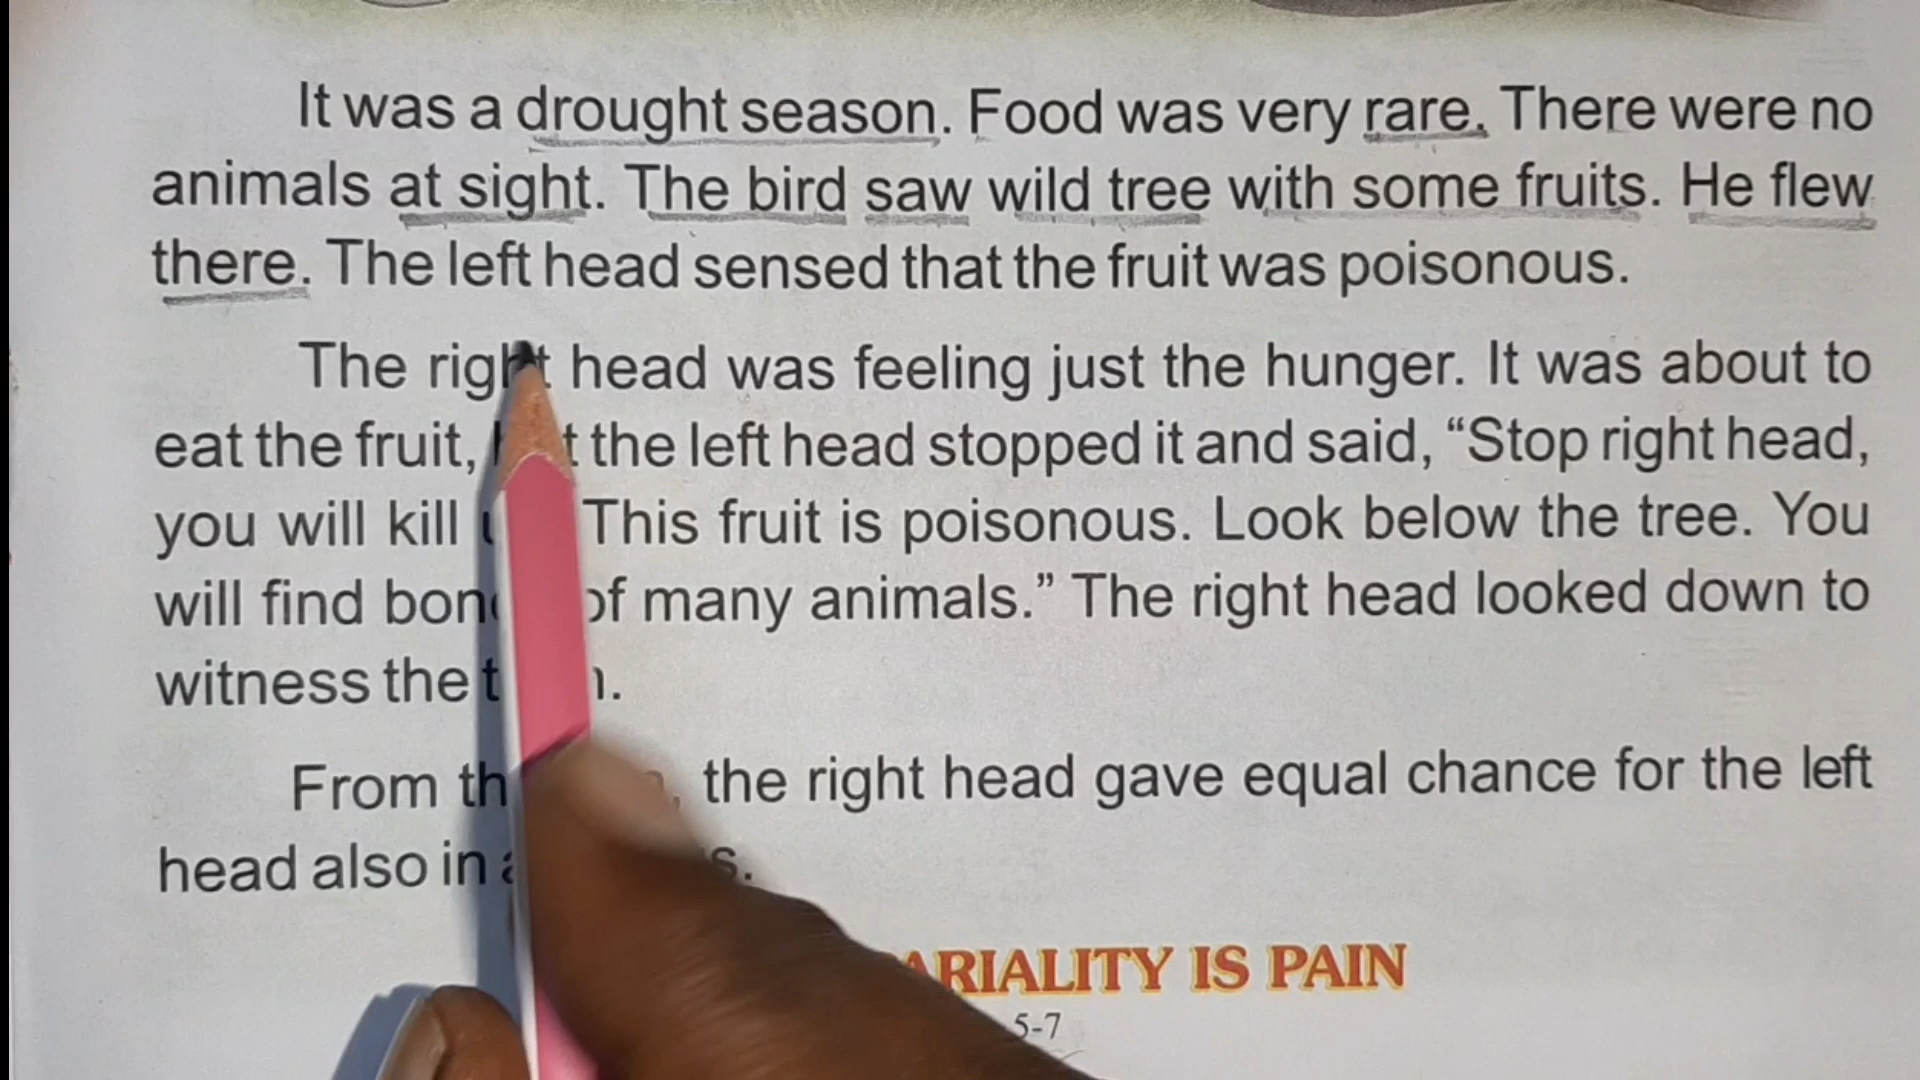 It was a drought season. Food was very rare. There were no
animals at sight. The bird saw wild tree with some fruits. He flew
there. The left head sensed that the fruit was poisonous.
The right head was feeling just the hunger. It was about to
eat the fruit, the left head stopped it and said, “Stop right head,
you will kill This fruit is poisonous. Look below the tree. You
will find of many animals.” The right head looked down to
witness the
From the right head gave equal chance for the left
head also in
IS PAIN
5-7